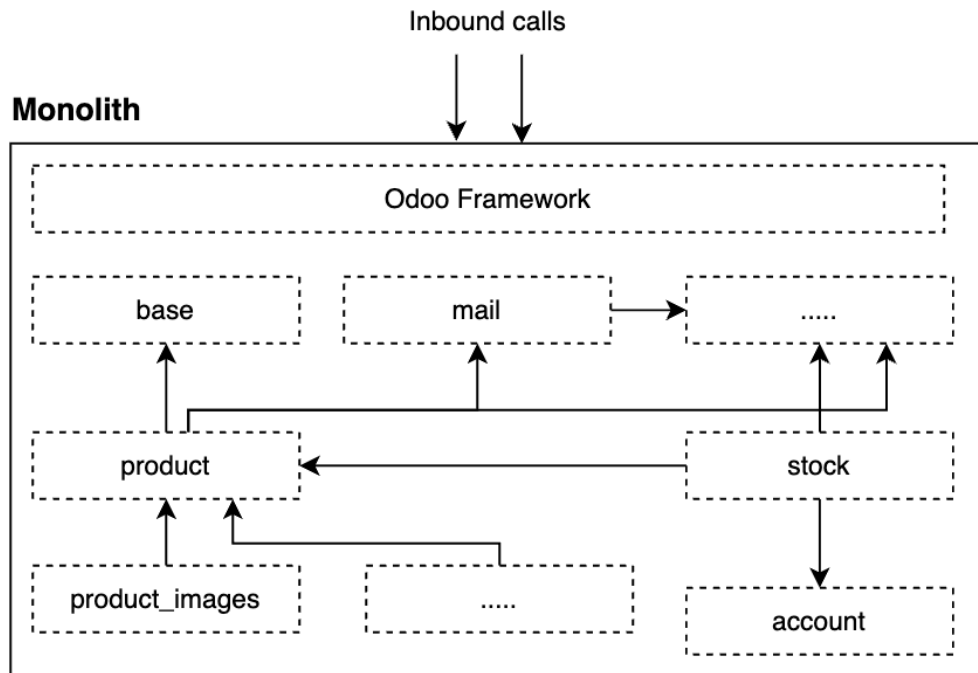 Inbound calls
Monolith
Odoo Framework
base
mail
.....
product
stock
product_images
.....
account